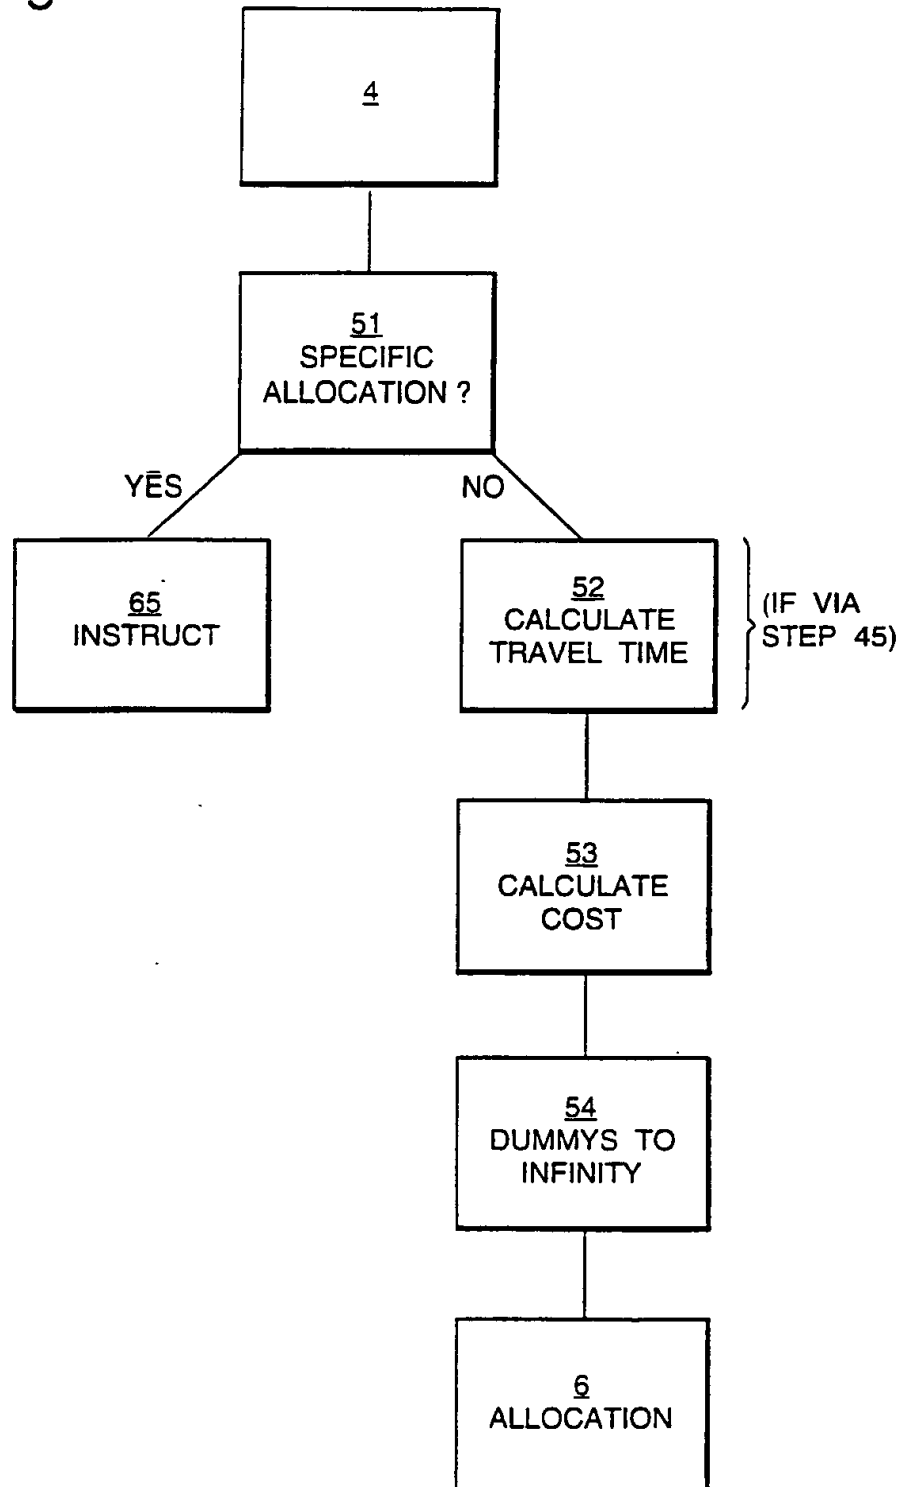 4
51
SPECIFIC
ALLOCATION ?
YES
NO
65
INSTRUCT
52
CALCULATE
TRAVEL TIME
(IF VIA
STEP 45)
53
CALCULATE
COST
54
DUMMYS TO
INFINITY
6
ALLOCATION